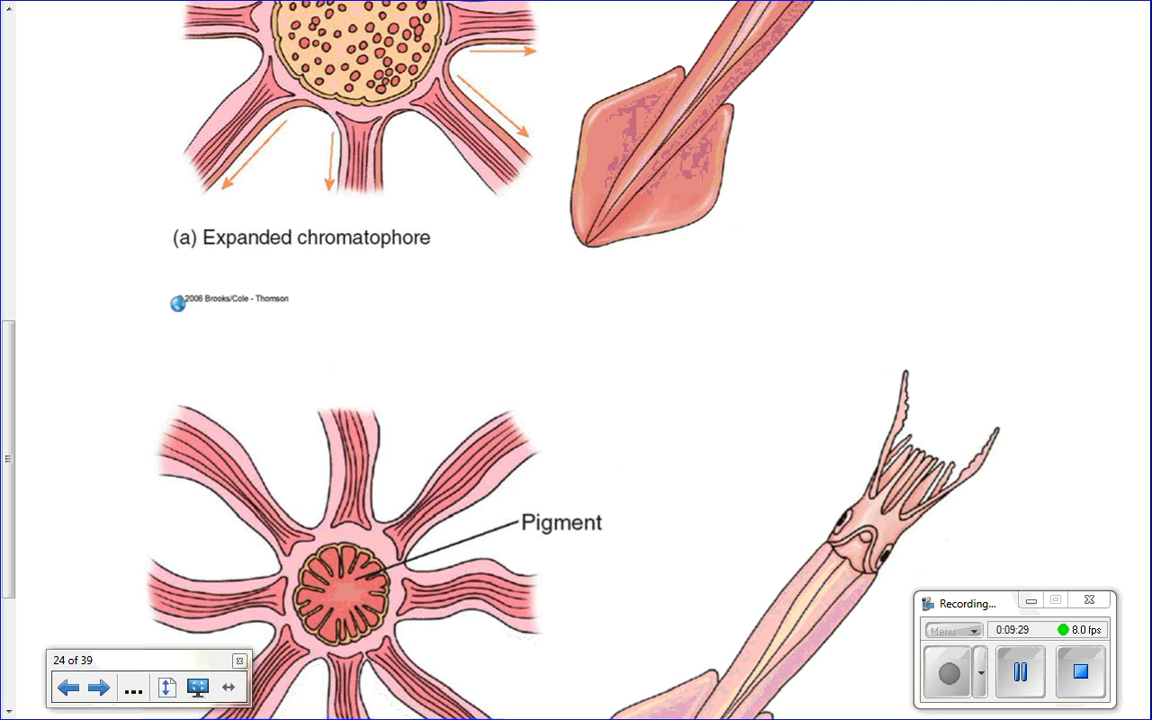 (a) Expanded chromatophore
2006 Brooks/Cole - Thomson
Pigment
Recording...
Menu
0:09:29
8.0 fps
24 of 39